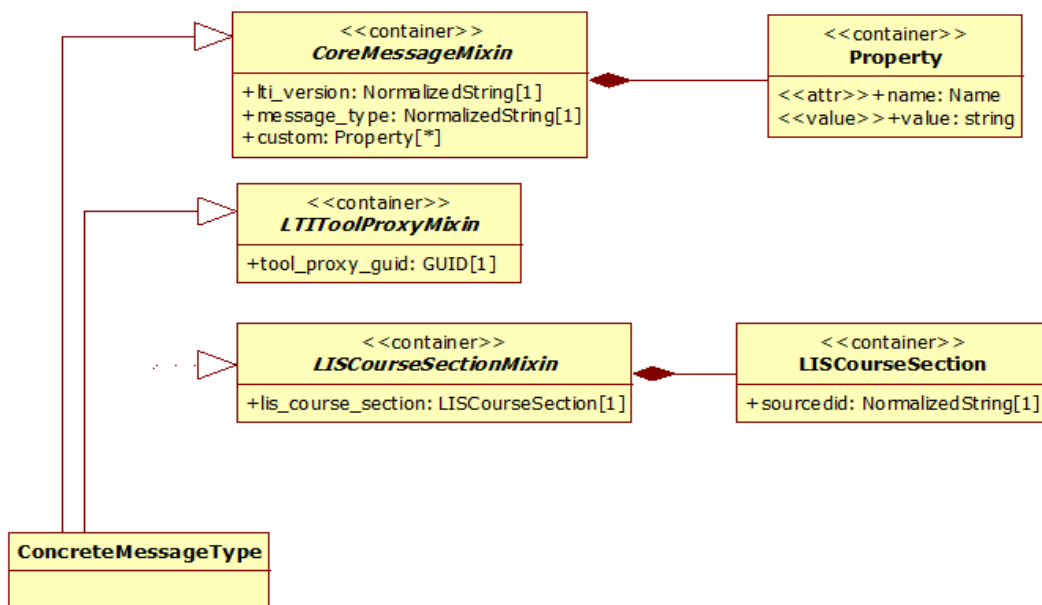 <<container>>
CoreMessageMixin
+lti_version: NormalizedString[1]
+message_type: NormalizedString[1]
+custom: Property[*]
<<container>>
Property
<<attr>>+name: Name
<<value>>+value: string
<<container>>
LTIToolProxyMixin
+tool_proxy_guid: GUID[1]
<<container>>
LISCourseSectionMixin
+lis_course_section: LISCourseSection[1]
<<container>>
LISCourseSection
+sourcedid: NormalizedString[1]
ConcreteMessageType